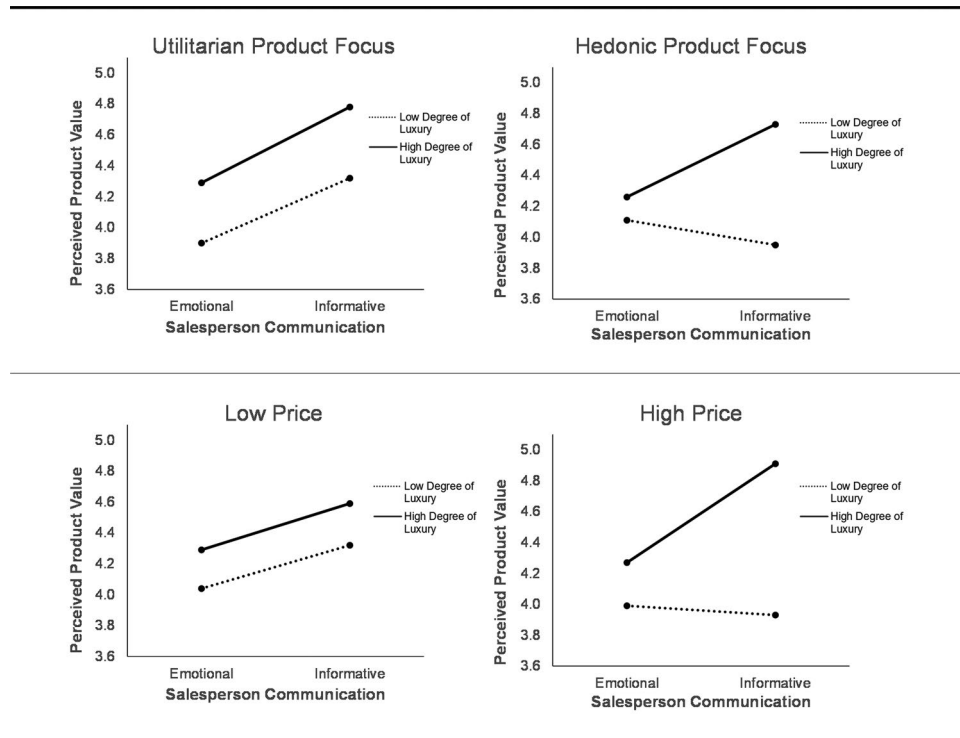 Utilitarian Product Focus
Perceived Product Value
5.0
4.8
4.6
4.4
4.2
4.0
3.8
3.6
Low Degree of
Luxury
High Degree of
Luxury
Emotional
Informative
Salesperson Communication
Hedonic Product Focus
Perceived Product Value
5.0
4.8
4.6
4.4
4.2
4.0
3.8
3.6
Low Degree of
Luxury
High Degree of
Luxury
Emotional
Informative
Salesperson Communication
Low Price
Perceived Product Value
5.0
4.8
4.6
4.4
4.2
4.0
3.8
3.6
Low Degree of
Luxury
High Degree of
Luxury
Emotional
Informative
Salesperson Communication
High Price
Perceived Product Value
5.0
4.8
4.6
4.4
4.2
4.0
3.8
3.6
Low Degree of
Luxury
High Degree of
Luxury
Emotional
Informative
Salesperson Communication